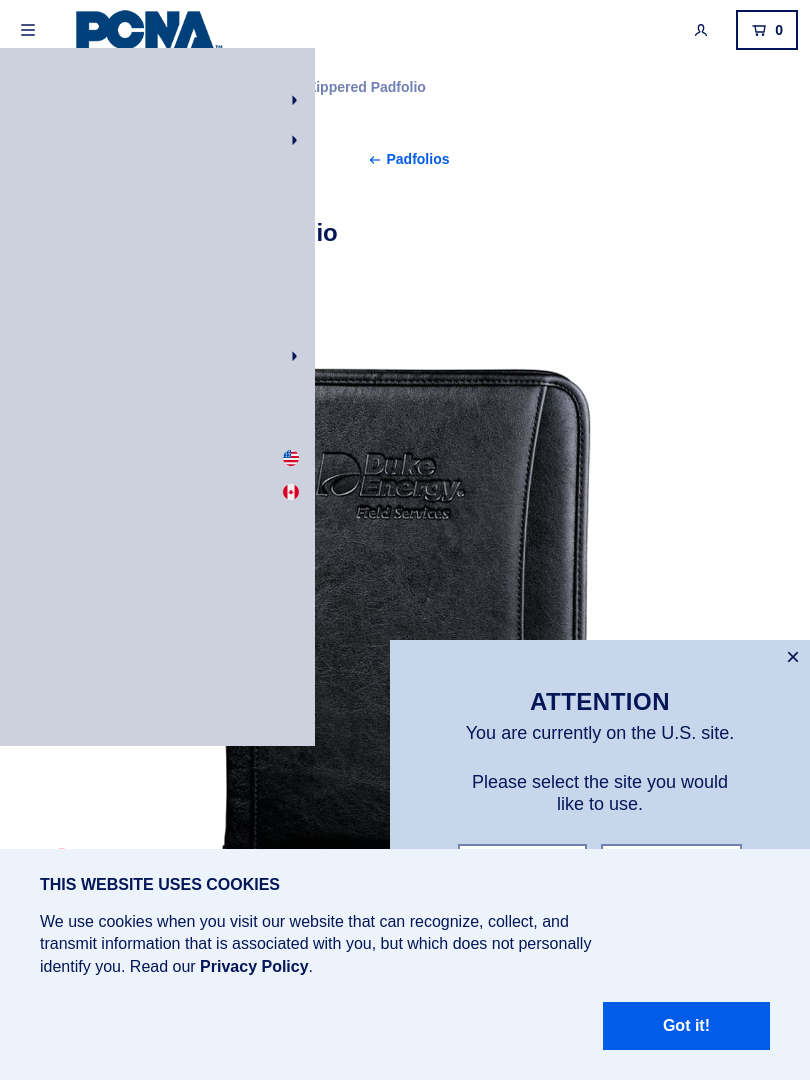 PCNA™
0
Zippered Padfolio
← Padfolios
io
Duke
Energy®
Field Services
×
ATTENTION
You are currently on the U.S. site.
Please select the site you would
like to use.
THIS WEBSITE USES COOKIES
We use cookies when you visit our website that can recognize, collect, and
transmit information that is associated with you, but which does not personally
identify you. Read our Privacy Policy.
Got it!